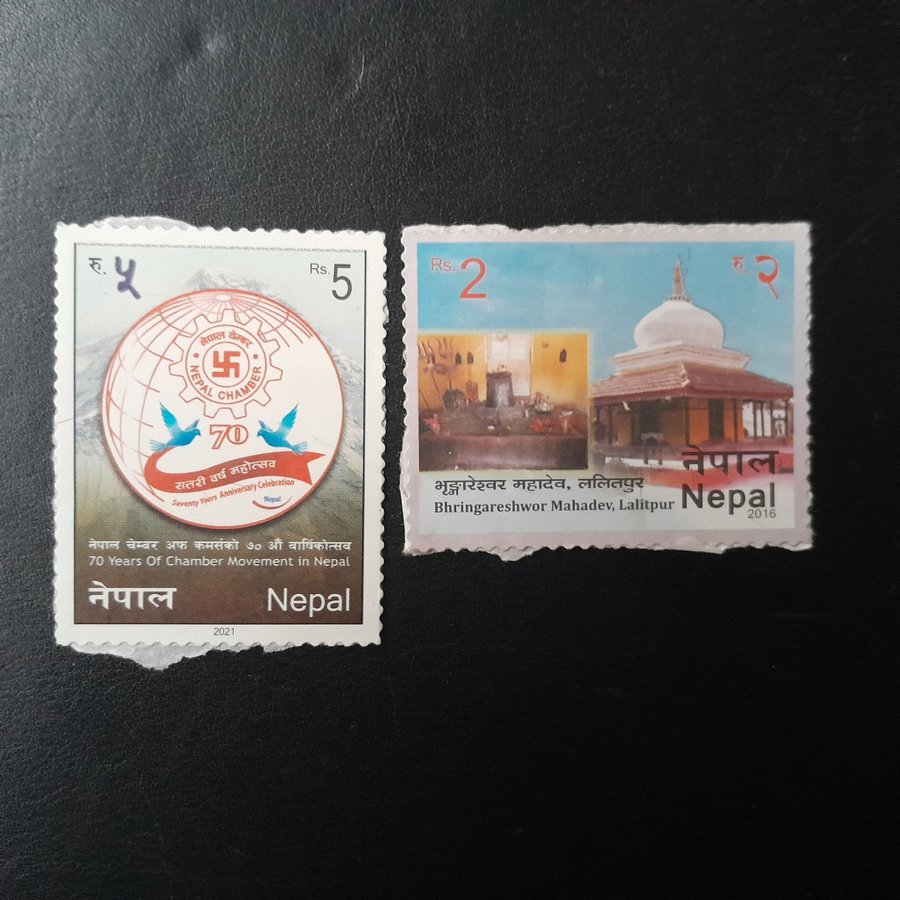 रु. ५
Rs. 5
नेपाल चेम्बर
NEPAL CHAMBER
70
सतरी वर्ष महोत्सव
Seventy Years Anniversary Celebration
Nepal
नेपाल चेम्बर अफ कमर्सको ७० औं वार्षिकोत्सव
70 Years Of Chamber Movement in Nepal
नेपाल Nepal
2021
Rs. 2
रु. २
भृङ्गारेश्वर महादेव, ललितपुर
Bhringareshwor Mahadev, Lalitpur
नेपाल
Nepal
2016